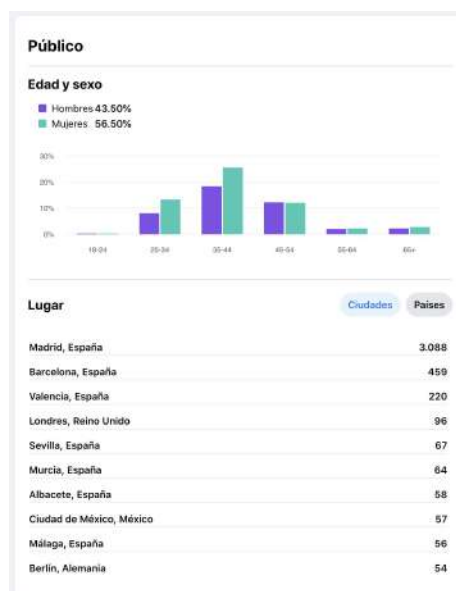 Público
Edad y sexo
Hombres 43.50%
Mujeres 56.50%
30%
20%
10%
0%
18-24 25-34 35-44 45-54 55-64 65+
Lugar Ciudades Países
Madrid, España 3.088
Barcelona, España 459
Valencia, España 220
Londres, Reino Unido 96
Sevilla, España 67
Murcia, España 64
Albacete, España 58
Ciudad de México, México 57
Málaga, España 56
Berlín, Alemania 54